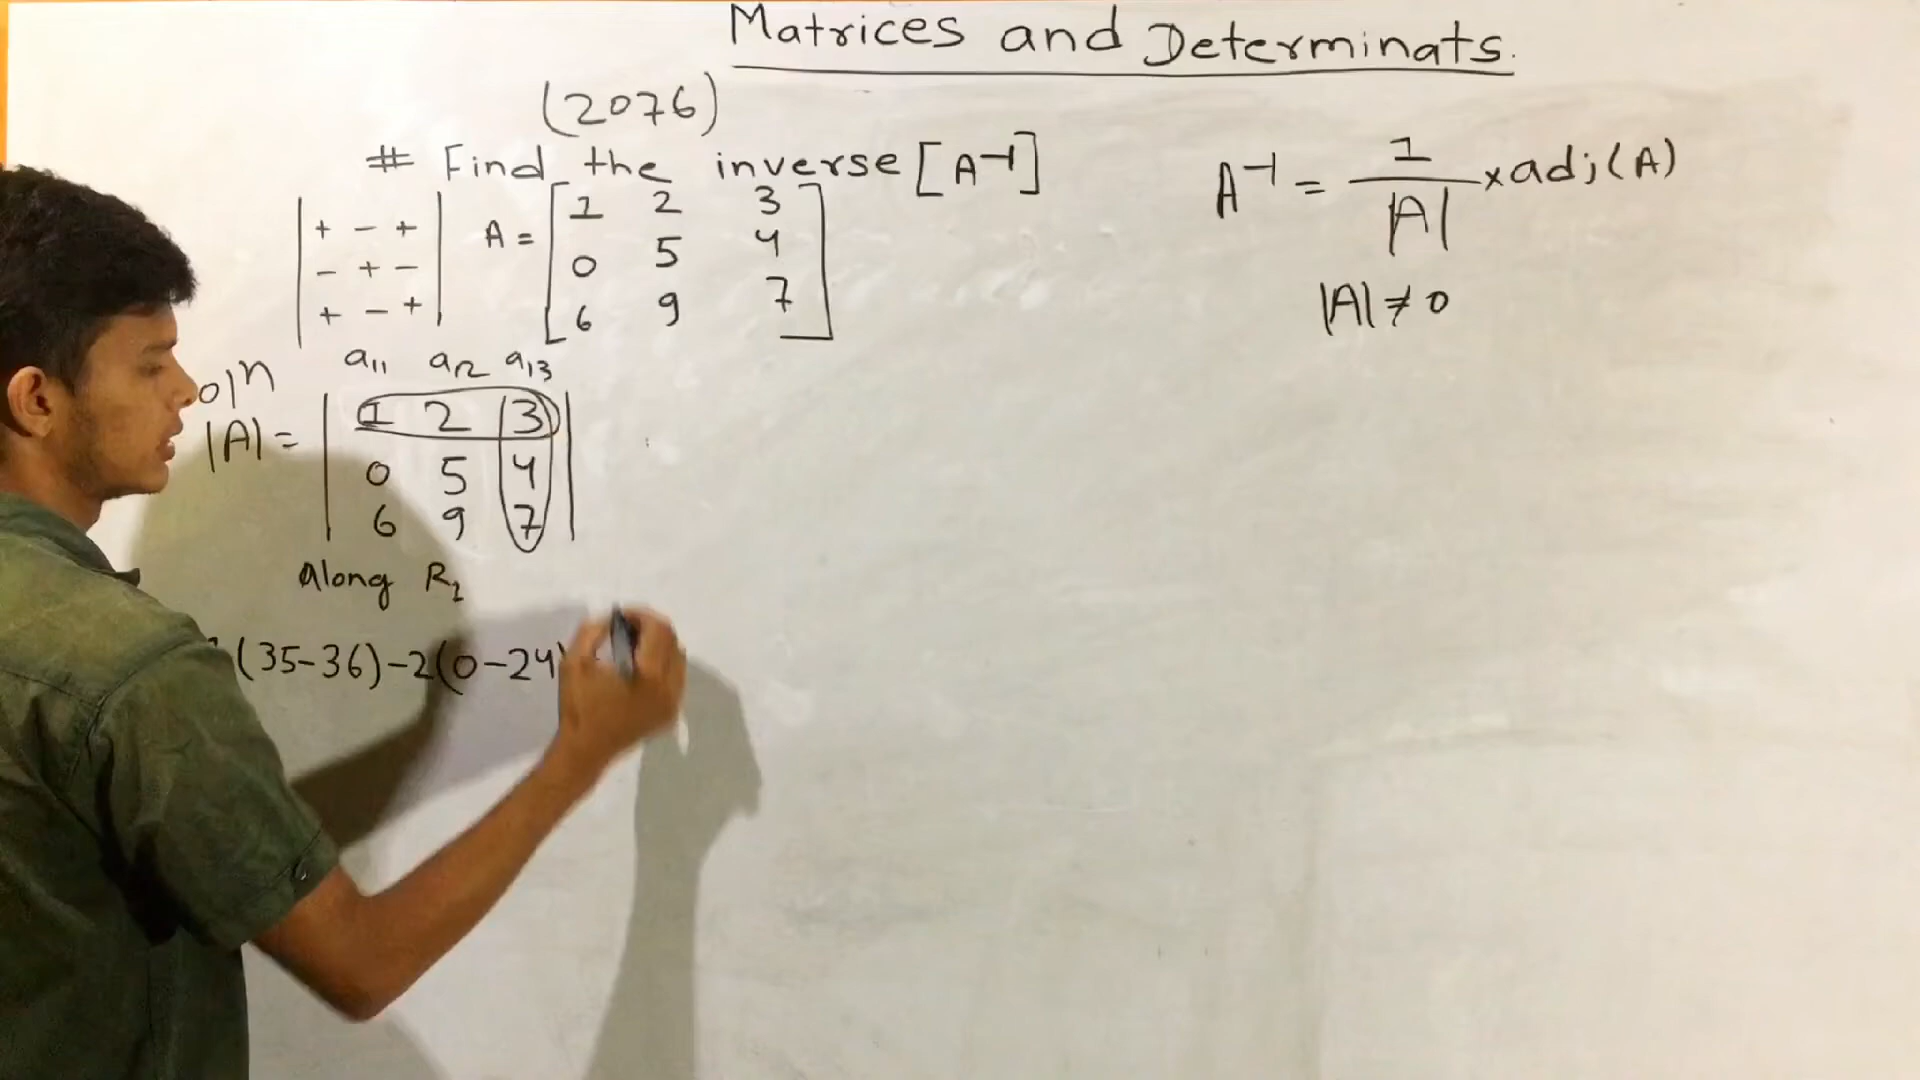 Matrices and Determinats.
(2076)
# Find the inverse [A⁻¹]
A⁻¹ = 1/|A| × adj(A)
|A| ≠ 0
| + - + |
| - + - |
| + - + |
A = [ 1 2 3
0 5 4
6 9 7 ]
olⁿ
a₁₁ a₁₂ a₁₃
|A| = | 1 2 3 |
| 0 5 4 |
| 6 9 7 |
Along R₁
(35-36)-2(0-24)